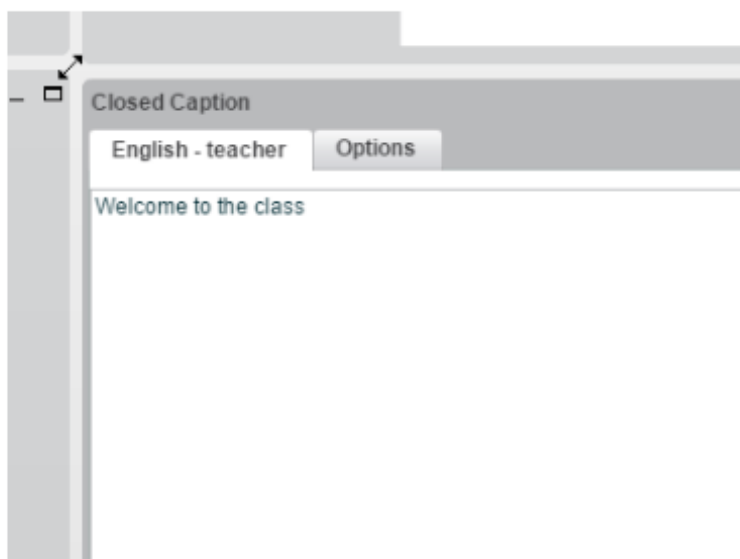 Closed Caption
English - teacher
Options
Welcome to the class